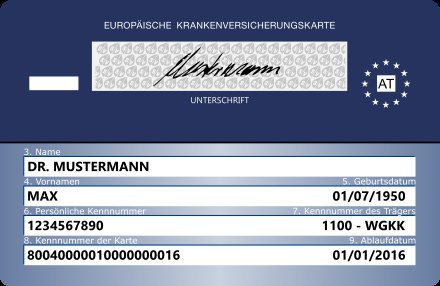 EUROPÄISCHE KRANKENVERSICHERUNGSKARTE
Mustermann
AT
UNTERSCHRIFT
3. Name
DR. MUSTERMANN
4. Vornamen 5. Geburtsdatum
MAX 01/07/1950
6. Persönliche Kennnummer 7. Kennnummer des Trägers
1234567890 1100 - WGKK
8. Kennnummer der Karte 9. Ablaufdatum
80040000010000000016 01/01/2016